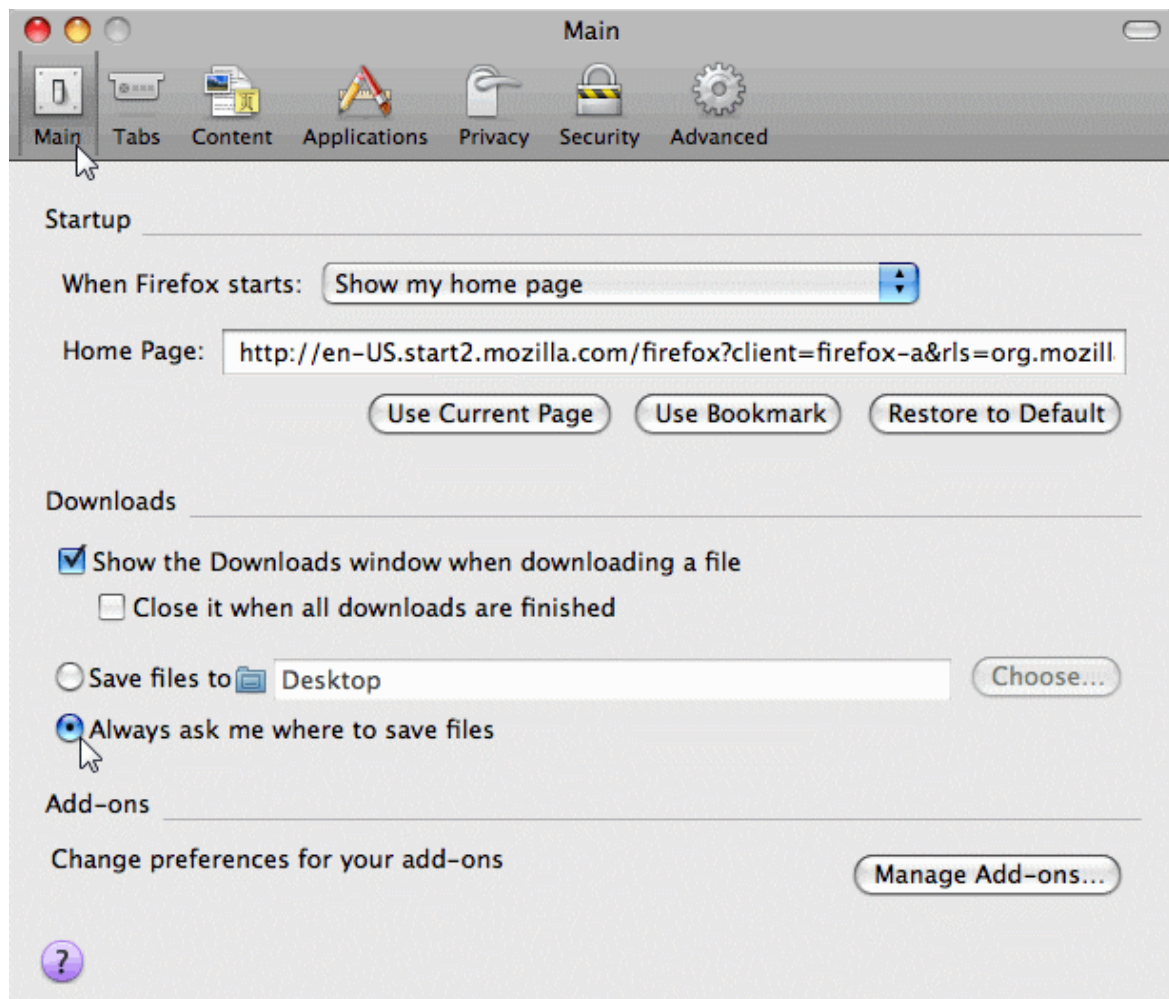 Main
Main Tabs Content Applications Privacy Security Advanced
Startup
When Firefox starts: Show my home page
Home Page: http://en-US.start2.mozilla.com/firefox?client=firefox-a&rls=org.mozill
Use Current Page Use Bookmark Restore to Default
Downloads
Show the Downloads window when downloading a file
Close it when all downloads are finished
Save files to Desktop Choose...
Always ask me where to save files
Add-ons
Change preferences for your add-ons
Manage Add-ons...
?